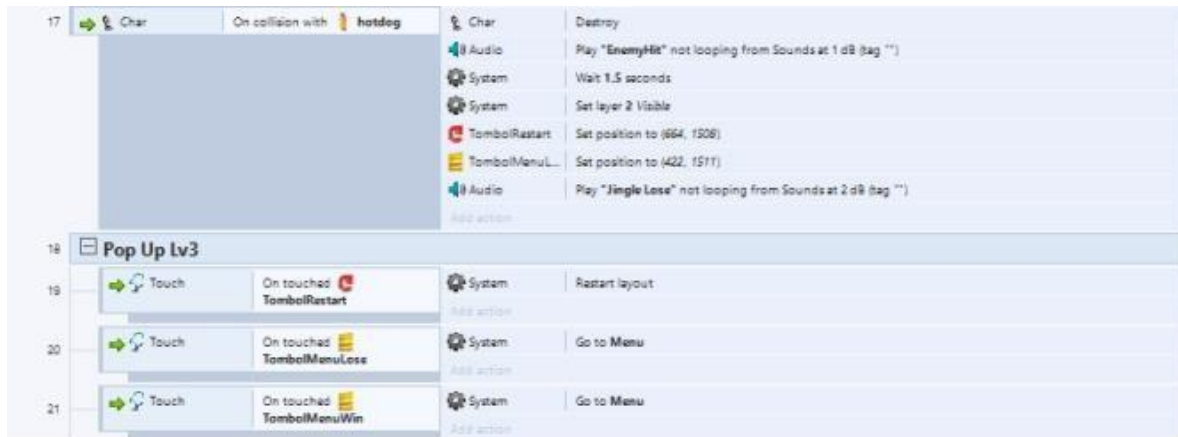 17 Char On collision with hotdog Char Destroy
Audio Play "EnemyHit" not looping from Sounds at 1 dB (tag "")
System Wait 1.5 seconds
System Set layer 2 Visible
TombolRestart Set position to (664, 1508)
TombolMenuL... Set position to (422, 1511)
Audio Play "Jingle Lose" not looping from Sounds at 2 dB (tag "")
Add action
18 Pop Up Lv3
19 Touch On touched System Restart layout
TombolRestart
Add action
20 Touch On touched System Go to Menu
TombolMenuLose
Add action
21 Touch On touched System Go to Menu
TombolMenuWin
Add action